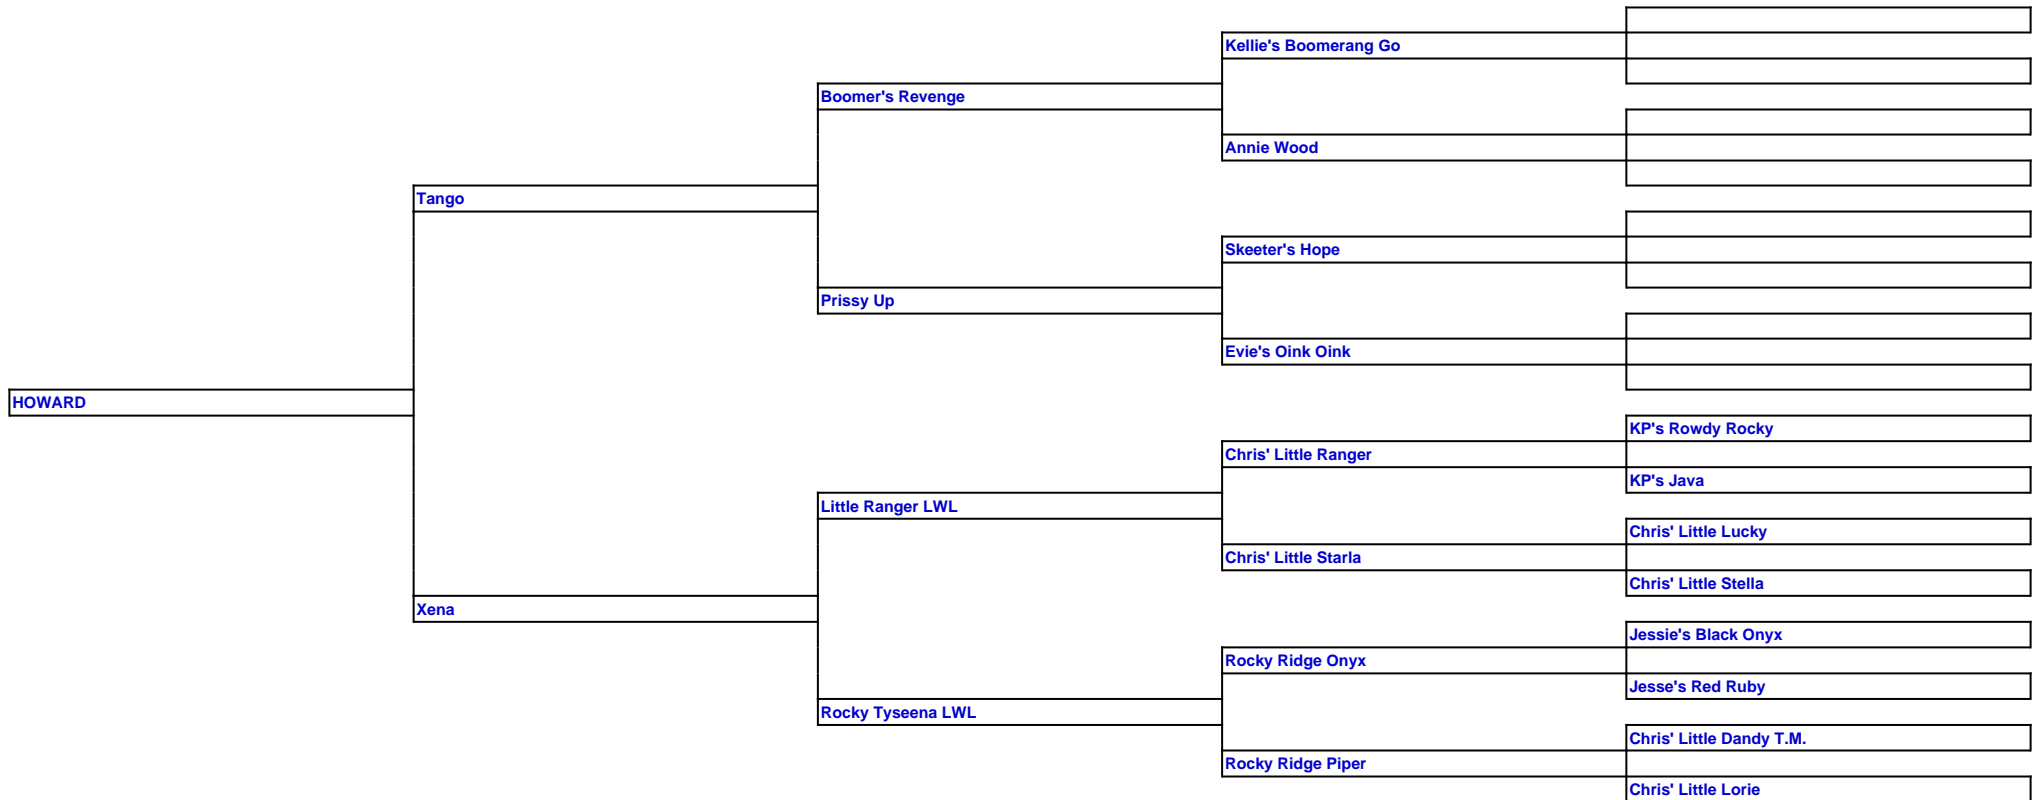 Kellie's Boomerang Go
Boomer's Revenge
Annie Wood
Tango
Skeeter's Hope
Prissy Up
Evie's Oink Oink
HOWARD
KP's Rowdy Rocky
Chris' Little Ranger
KP's Java
Little Ranger LWL
Chris' Little Lucky
Chris' Little Starla
Chris' Little Stella
Xena
Jessie's Black Onyx
Rocky Ridge Onyx
Jesse's Red Ruby
Rocky Tyseena LWL
Chris' Little Dandy T.M.
Rocky Ridge Piper
Chris' Little Lorie